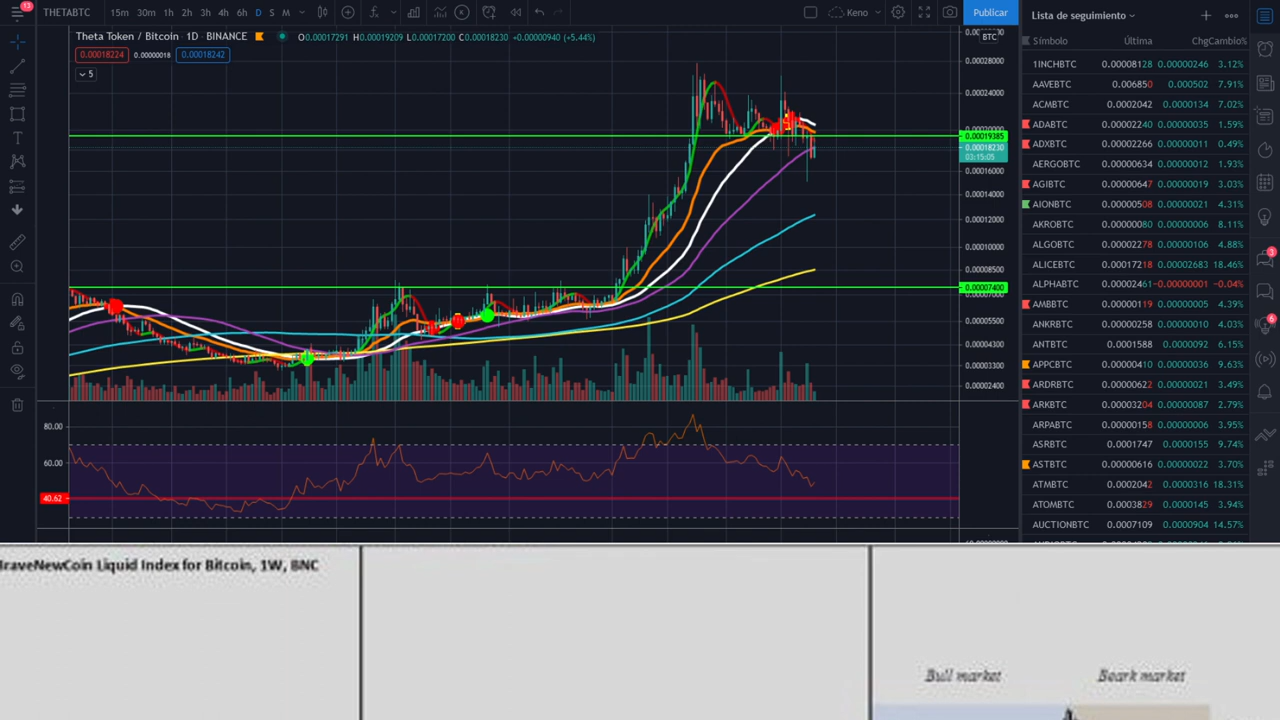 13
THETABTC
15m 30m 1h 2h 3h 4h 6h D S M
Keno
Publicar
Theta Token / Bitcoin · 1D · BINANCE O0.00017291 H0.00019209 L0.00017200 C0.00018230 +0.00000940 (+5.44%)
0.00018224 0.00000018 0.00018242
5
BTC
0.00028000
0.00024000
0.00019385
0.00018230
03:15:05
0.00016000
0.00014000
0.00012000
0.00010000
0.00008500
0.00007400
0.00005500
0.00004300
0.00003200
0.00002400
80.00
60.00
40.62
Lista de seguimiento
Símbolo Última ChgCambio%
1INCHBTC 0.00008128 0.00000246 3.12%
AAVEBTC 0.006850 0.000502 7.91%
ACMBTC 0.0002042 0.0000134 7.02%
ADABTC 0.00002240 0.00000035 1.59%
ADXBTC 0.00002266 0.00000011 0.49%
AERGOBTC 0.00000634 0.00000012 1.93%
AGIBTC 0.00000647 0.00000019 3.03%
AIONBTC 0.00000508 0.00000021 4.31%
AKROBTC 0.00000080 0.00000006 8.11%
ALGOBTC 0.00002278 0.00000106 4.88%
ALICEBTC 0.00017218 0.00002683 18.46%
ALPHABTC 0.00002461 -0.00000001 -0.04%
AMBBTC 0.00000119 0.00000005 4.39%
ANKRBTC 0.00000258 0.00000010 4.03%
ANTBTC 0.0001588 0.0000092 6.15%
APPCBTC 0.00000410 0.00000036 9.63%
ARDRBTC 0.00000622 0.00000021 3.49%
ARKBTC 0.00003204 0.00000087 2.79%
ARPABTC 0.00000158 0.00000006 3.95%
ASRBTC 0.0001747 0.0000155 9.74%
ASTBTC 0.00000616 0.00000022 3.70%
ATMBTC 0.0002042 0.0000316 18.31%
ATOMBTC 0.0003829 0.0000145 3.94%
AUCTIONBTC 0.0007109 0.0000904 14.57%
3
6
BraveNewCoin Liquid Index for Bitcoin, 1W, BNC
Bull market
Beark market